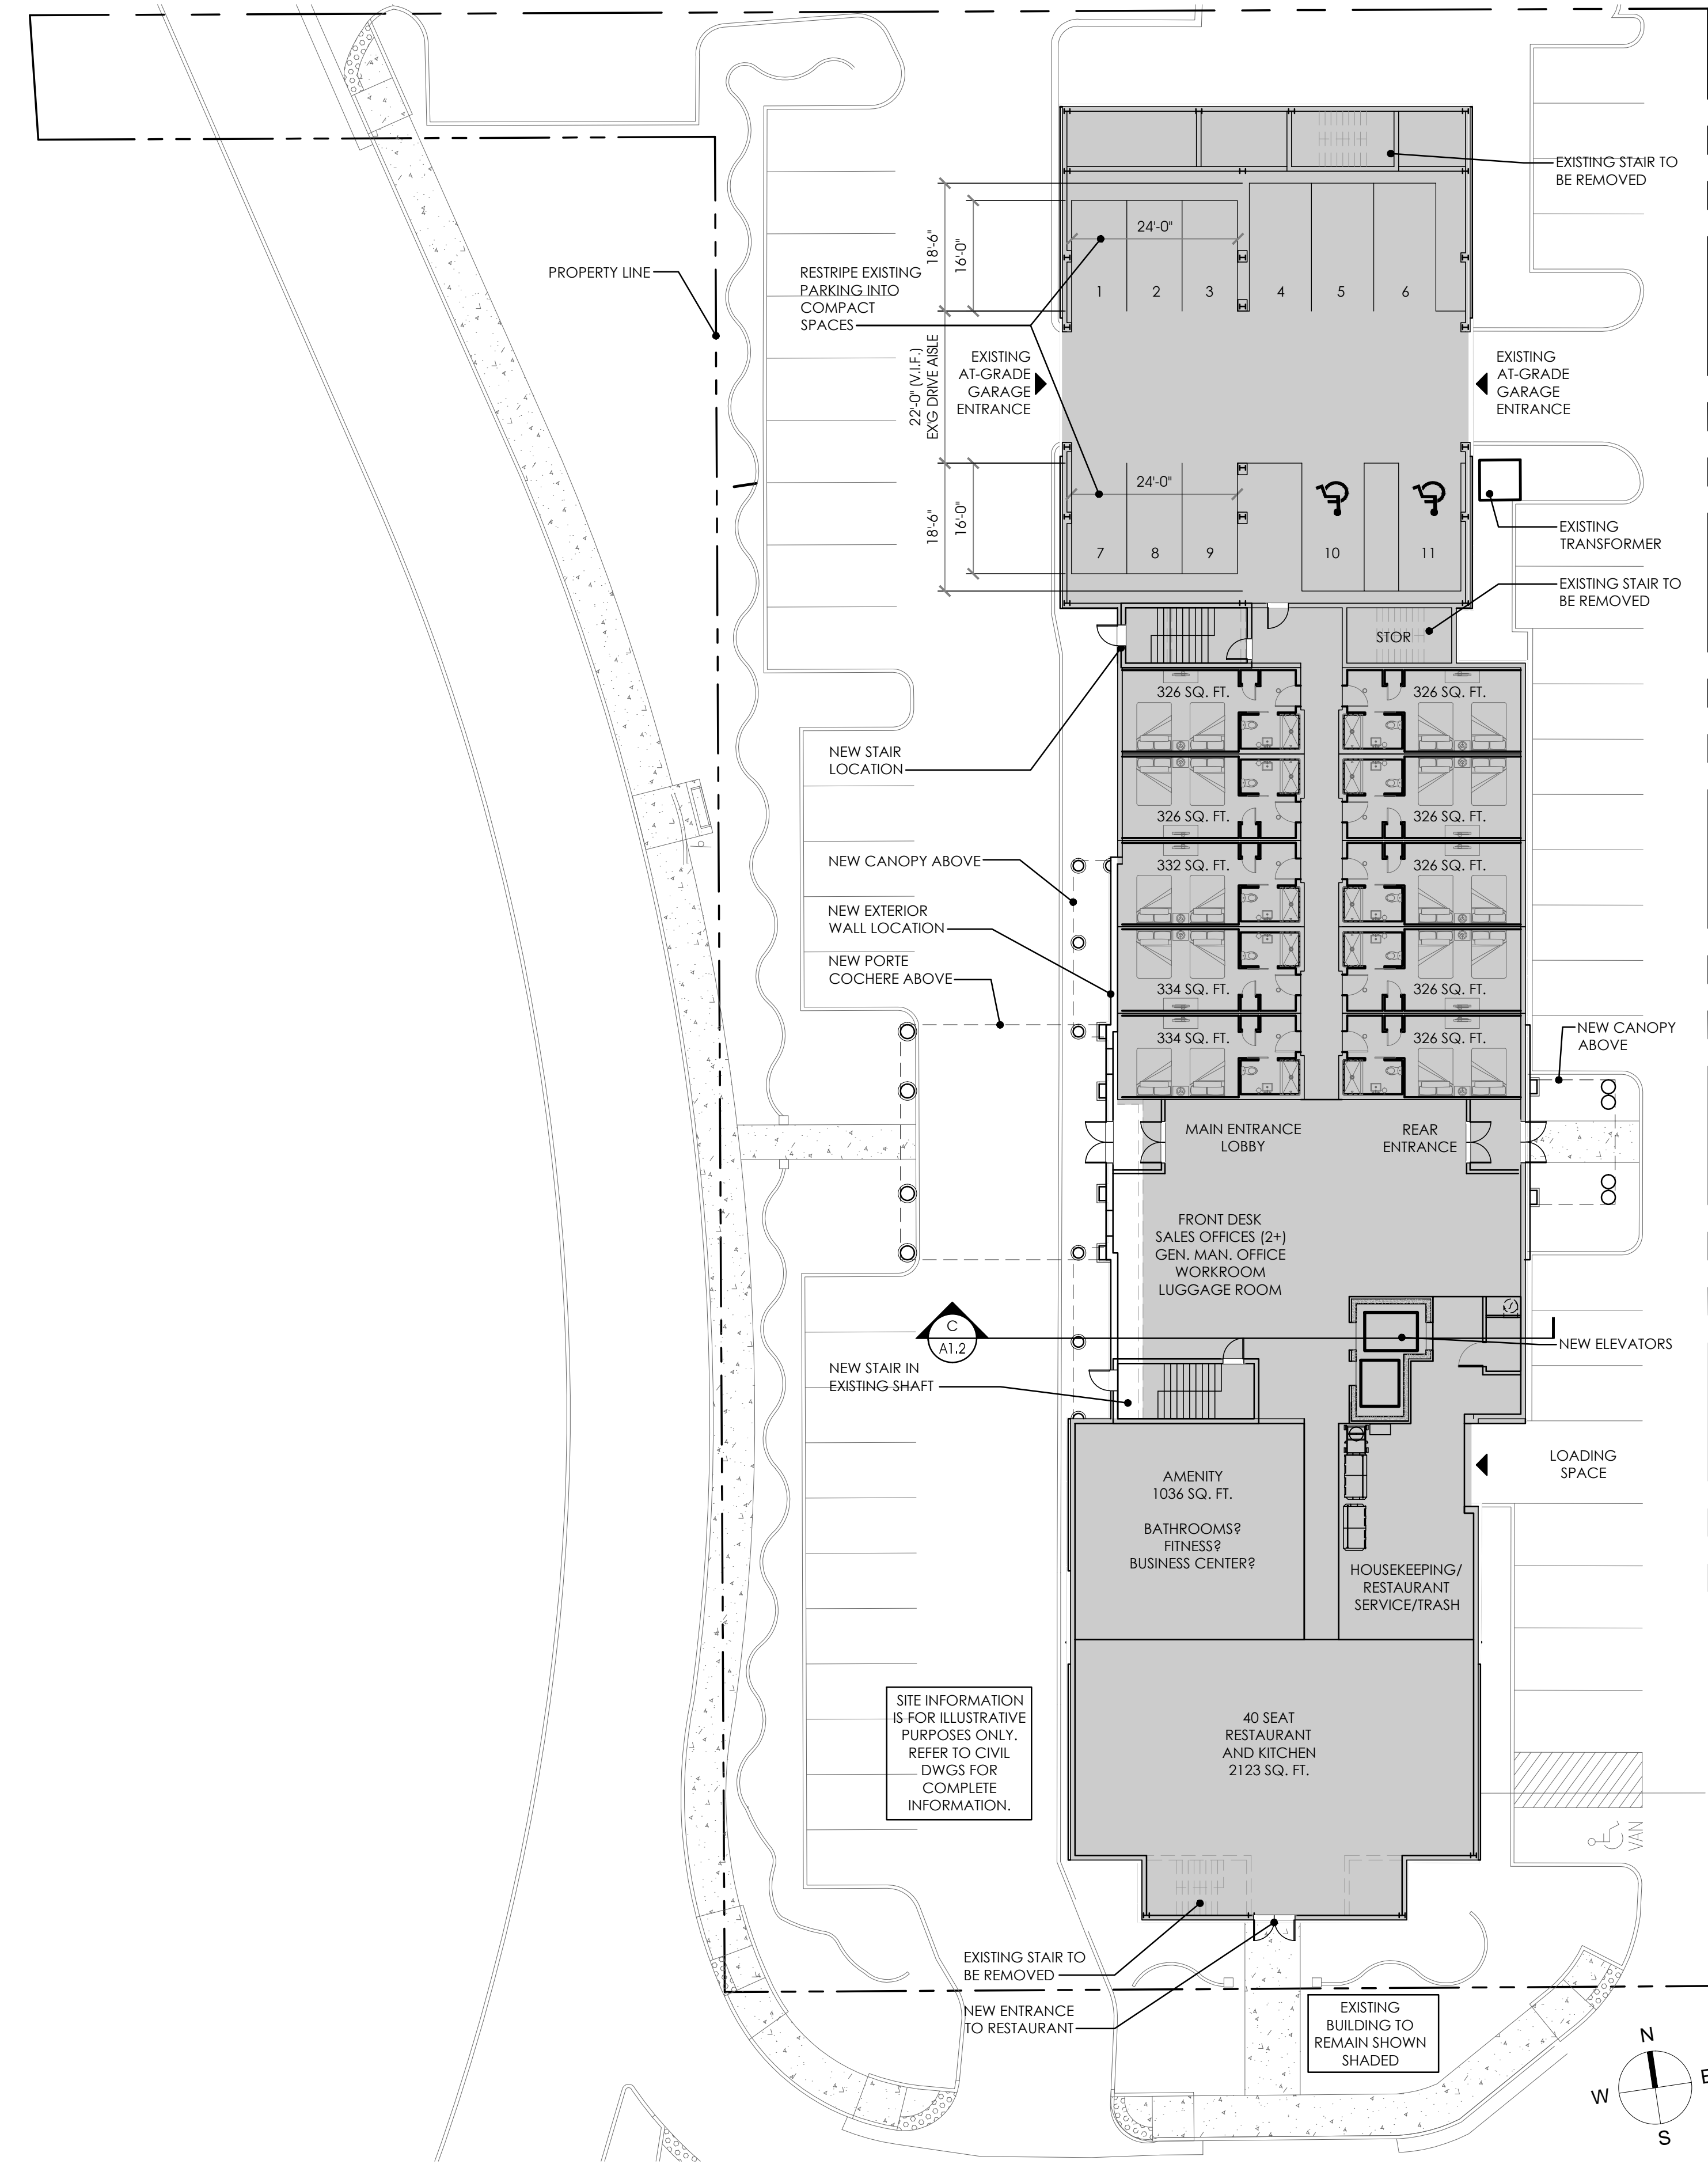 EXISTING STAIR TO
BE REMOVED
24'-0"
18'-6"
16'-0"
PROPERTY LINE
RESTRIPE EXISTING
PARKING INTO
COMPACT
SPACES
1
2
3
4
5
6
22'-0" (V.I.F.)
EX'G DRIVE AISLE
EXISTING
AT-GRADE
GARAGE
ENTRANCE
EXISTING
AT-GRADE
GARAGE
ENTRANCE
24'-0"
18'-6"
16'-0"
7
8
9
10
11
EXISTING
TRANSFORMER
EXISTING STAIR TO
BE REMOVED
STOR
326 SQ. FT.
326 SQ. FT.
NEW STAIR
LOCATION
326 SQ. FT.
326 SQ. FT.
NEW CANOPY ABOVE
332 SQ. FT.
326 SQ. FT.
NEW EXTERIOR
WALL LOCATION
NEW PORTE
COCHERE ABOVE
334 SQ. FT.
326 SQ. FT.
334 SQ. FT.
326 SQ. FT.
NEW CANOPY
ABOVE
MAIN ENTRANCE
LOBBY
REAR
ENTRANCE
FRONT DESK
SALES OFFICES (2+)
GEN. MAN. OFFICE
WORKROOM
LUGGAGE ROOM
C
A1.2
NEW ELEVATORS
NEW STAIR IN
EXISTING SHAFT
LOADING
SPACE
AMENITY
1036 SQ. FT.
BATHROOMS?
FITNESS?
BUSINESS CENTER?
HOUSEKEEPING/
RESTAURANT
SERVICE/TRASH
SITE INFORMATION
IS FOR ILLUSTRATIVE
PURPOSES ONLY.
REFER TO CIVIL
DWGS FOR
COMPLETE
INFORMATION.
40 SEAT
RESTAURANT
AND KITCHEN
2123 SQ. FT.
VAN
EXISTING STAIR TO
BE REMOVED
NEW ENTRANCE
TO RESTAURANT
EXISTING
BUILDING TO
REMAIN SHOWN
SHADED
N
E
W
S